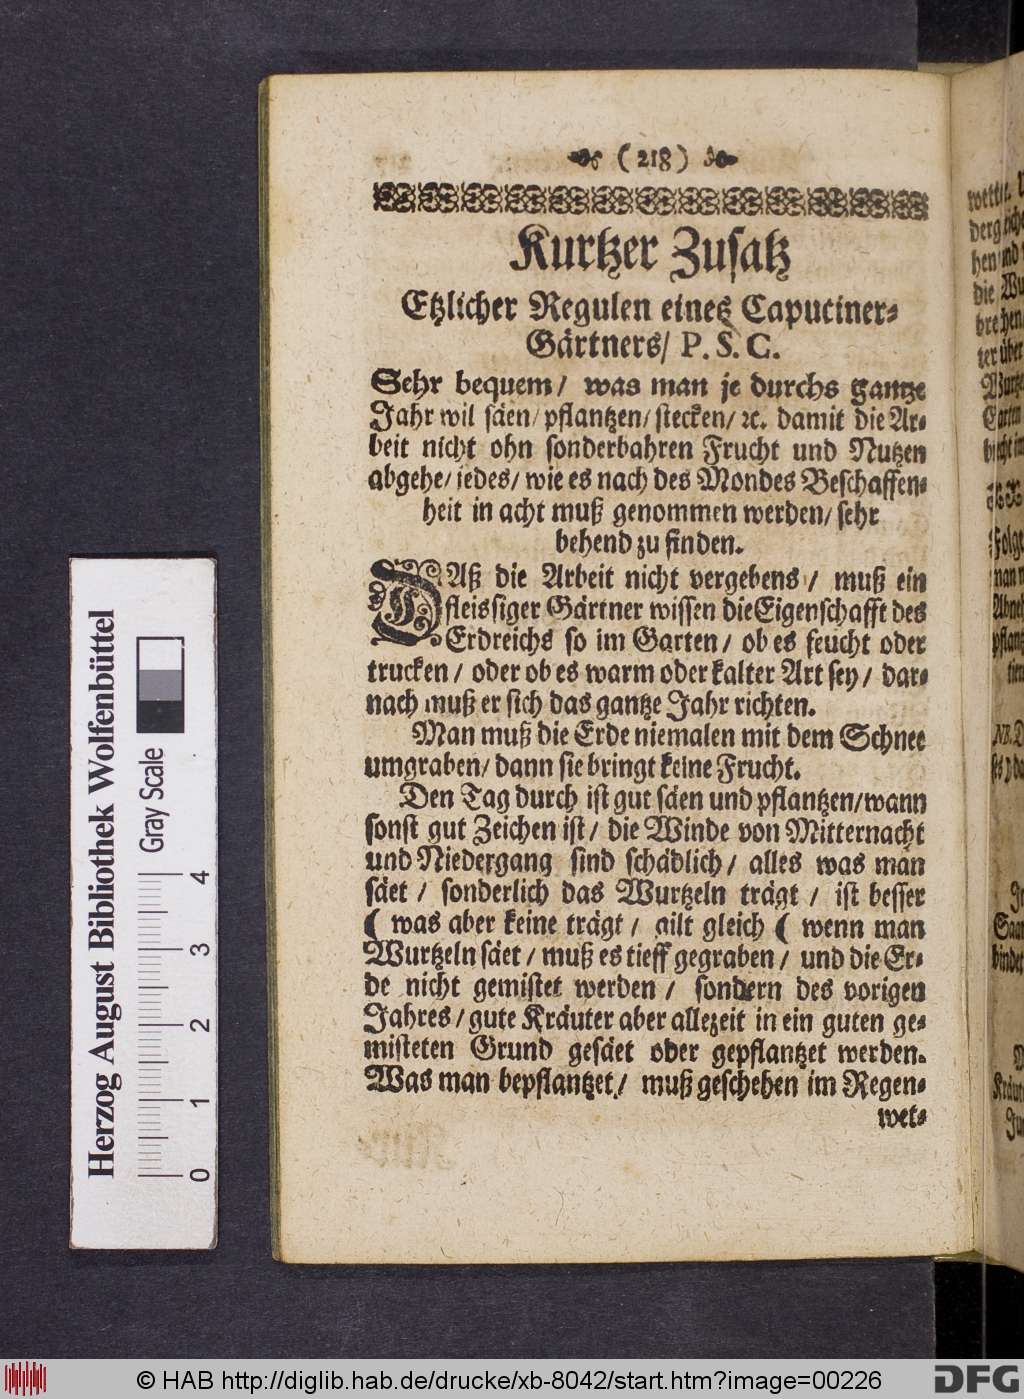 ( 218 )
Kurtzer Zusatz
Etzlicher Regulen eines Capuciner-
Gärtners/ P. S. C.
Sehr bequem/ was man je durchs gantze
Jahr wil säen/ pflantzen/ stecken/ ꝛc. damit die Ar-
beit nicht ohn sonderbahren Frucht und Nutzen
abgehe/ jedes/ wie es nach des Mondes Beschaffen-
heit in acht muß genommen werden/ sehr
behend zu finden.
DAß die Arbeit nicht vergebens / muß ein
fleissiger Gärtner wissen die Eigenschafft des
Erdreichs so im Garten / ob es feucht oder
trucken / oder ob es warm oder kalter Art sey / dar-
nach muß er sich das gantze Jahr richten.
Man muß die Erde niemalen mit dem Schnee
umgraben/ dann sie bringt keine Frucht.
Den Tag durch ist gut säen und pflantzen/wann
sonst gut Zeichen ist / die Winde von Mitternacht
und Niedergang sind schädlich / alles was man
säet / sonderlich das Wurtzeln trägt / ist besser
( was aber keine trägt / gilt gleich ( wenn man
Wurtzeln säet / muß es tieff gegraben / und die Er-
de nicht gemistet werden / sondern des vorigen
Jahres / gute Kräuter aber allezeit in ein guten ge-
misteten Grund gesäet oder gepflantzet werden.
Was man bepflantzet / muß geschehen im Regen-
wet-
Herzog August Bibliothek Wolfenbüttel
Gray Scale
0 1 2 3 4
© HAB http://diglib.hab.de/drucke/xb-8042/start.htm?image=00226
DFG